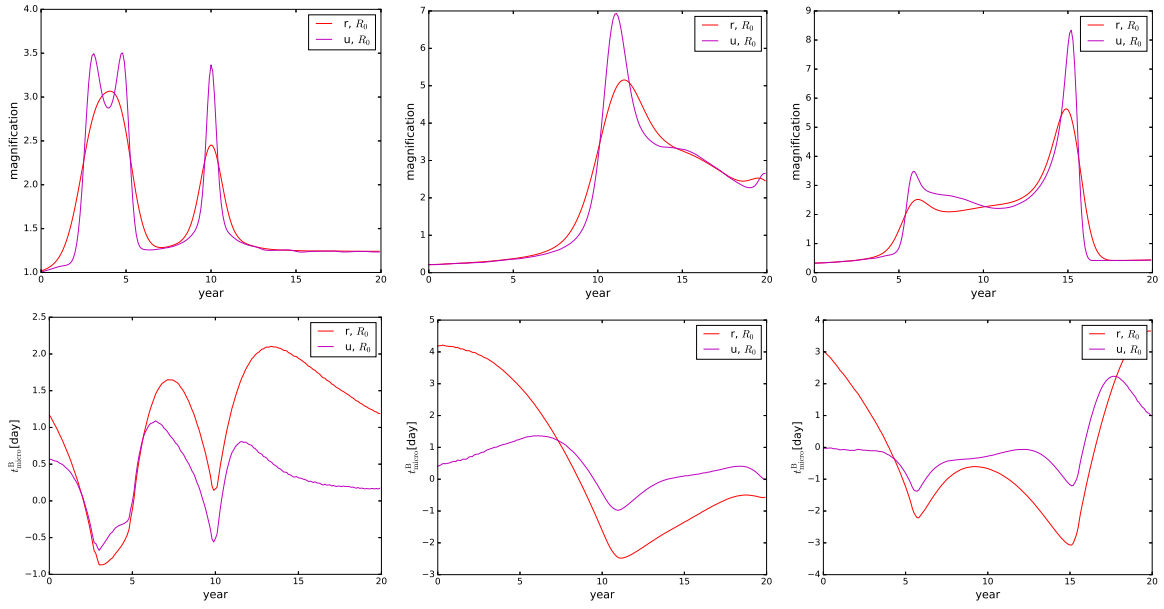 4.0
3.5
3.0
2.5
2.0
1.5
1.0
0 5 10 15 20
magnification
year
r, R₀
u, R₀
7
6
5
4
3
2
1
0
0 5 10 15 20
magnification
year
r, R₀
u, R₀
9
8
7
6
5
4
3
2
1
0
0 5 10 15 20
magnification
year
r, R₀
u, R₀
2.5
2.0
1.5
1.0
0.5
0.0
−0.5
−1.0
0 5 10 15 20
t^B_micro[day]
year
r, R₀
u, R₀
5
4
3
2
1
0
−1
−2
−3
0 5 10 15 20
t^B_micro[day]
year
r, R₀
u, R₀
4
3
2
1
0
−1
−2
−3
−4
0 5 10 15 20
t^B_micro[day]
year
r, R₀
u, R₀